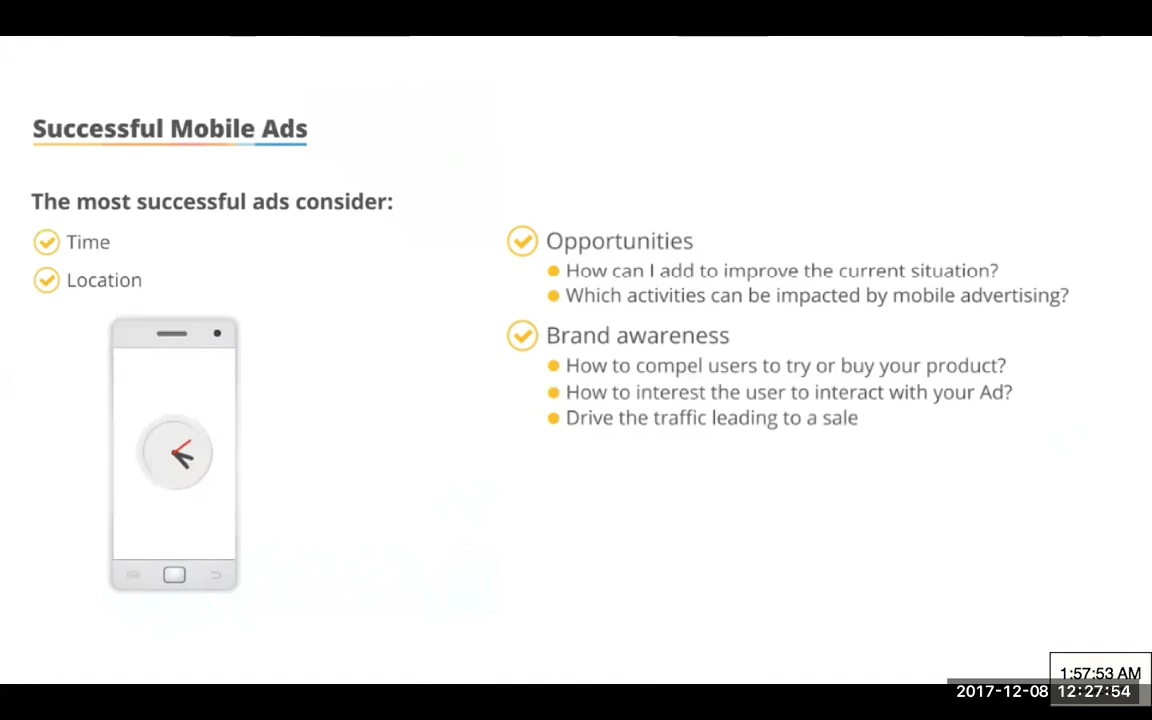 Successful Mobile Ads
The most successful ads consider:
Time
Location
Opportunities
How can I add to improve the current situation?
Which activities can be impacted by mobile advertising?
Brand awareness
How to compel users to try or buy your product?
How to interest the user to interact with your Ad?
Drive the traffic leading to a sale
1:57:53 AM
2017-12-08 12:27:54